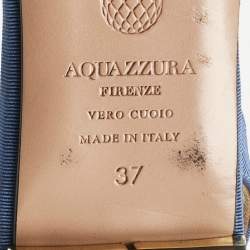 AQUAZZURA
FIRENZE
VERO CUOIO
MADE IN ITALY
37